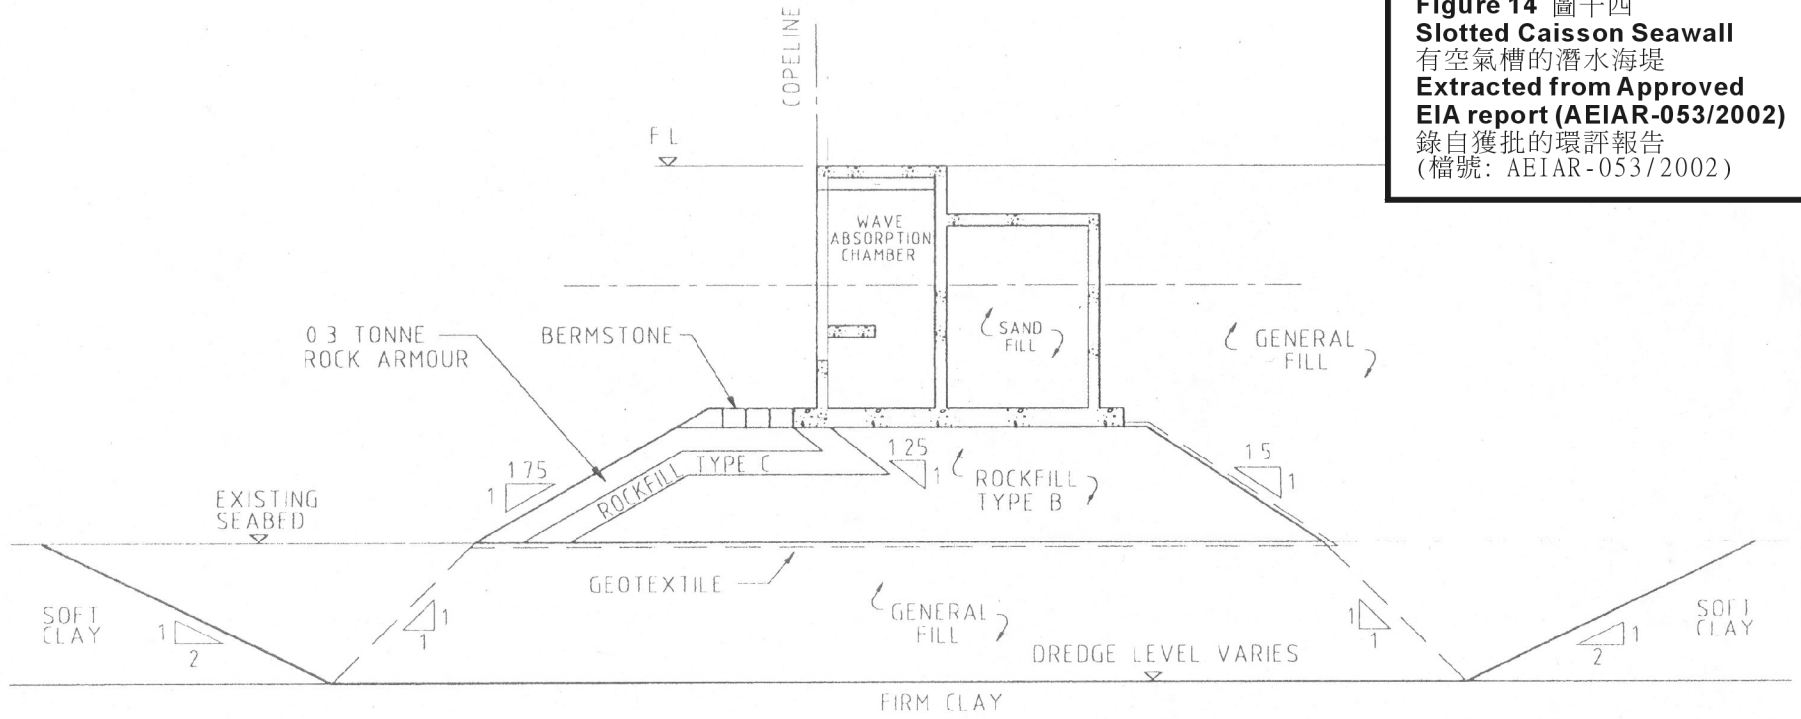 Figure 14 圖十四
Slotted Caisson Seawall
有空氣槽的潛水海堤
Extracted from Approved
EIA report (AEIAR-053/2002)
錄自獲批的環評報告
(檔號: AEIAR-053/2002)
COPELINE
F L
WAVE
ABSORPTION
CHAMBER
0 3 TONNE
ROCK ARMOUR
BERMSTONE
SAND
FILL
GENERAL
FILL
1 75
1
ROCKFILL TYPE C
1 25
1
ROCKFILL
TYPE B
1 5
1
EXISTING
SEABED
GEOTEXTILE
SOFT
CLAY
1
2
1
1
GENERAL
FILL
1
1
DREDGE LEVEL VARIES
1
2
SOFT
CLAY
FIRM CLAY